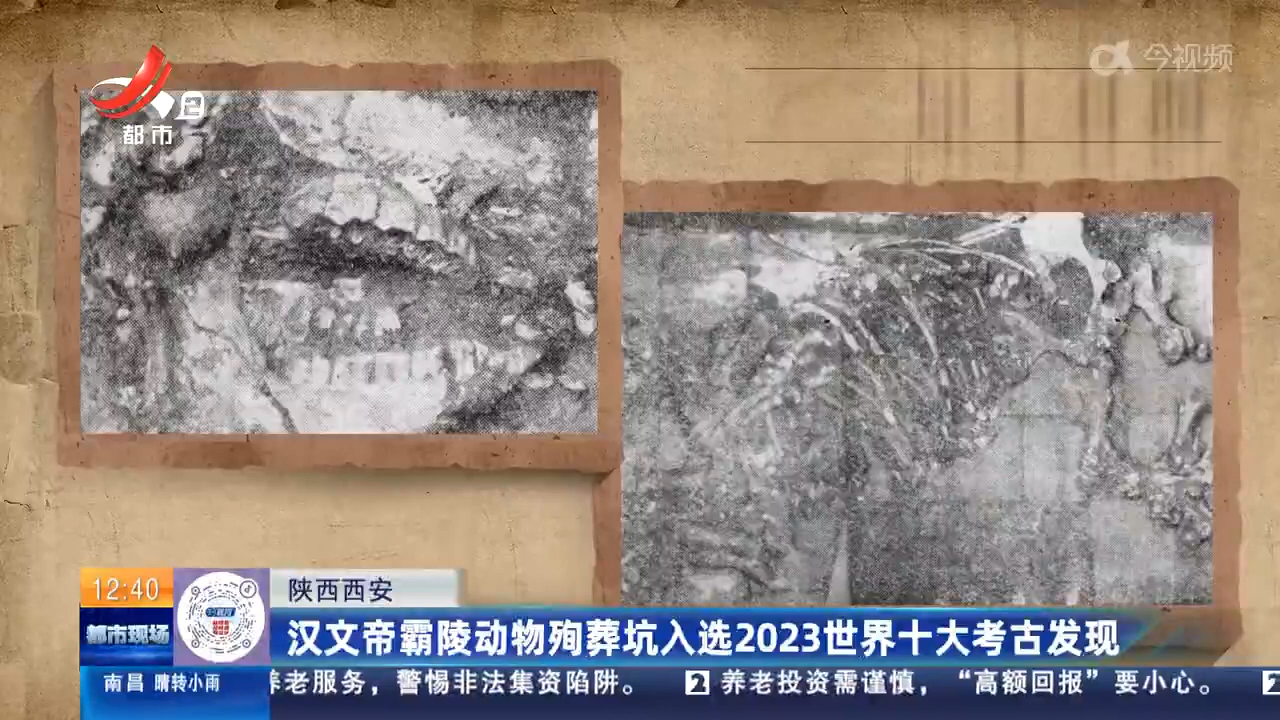 都市
2
今视频
12:40
陕西西安
都市现场
汉文帝霸陵动物殉葬坑入选2023世界十大考古发现
南昌 晴转小雨
养老服务，警惕非法集资陷阱。 2 养老投资需谨慎，“高额回报”要小心。 2